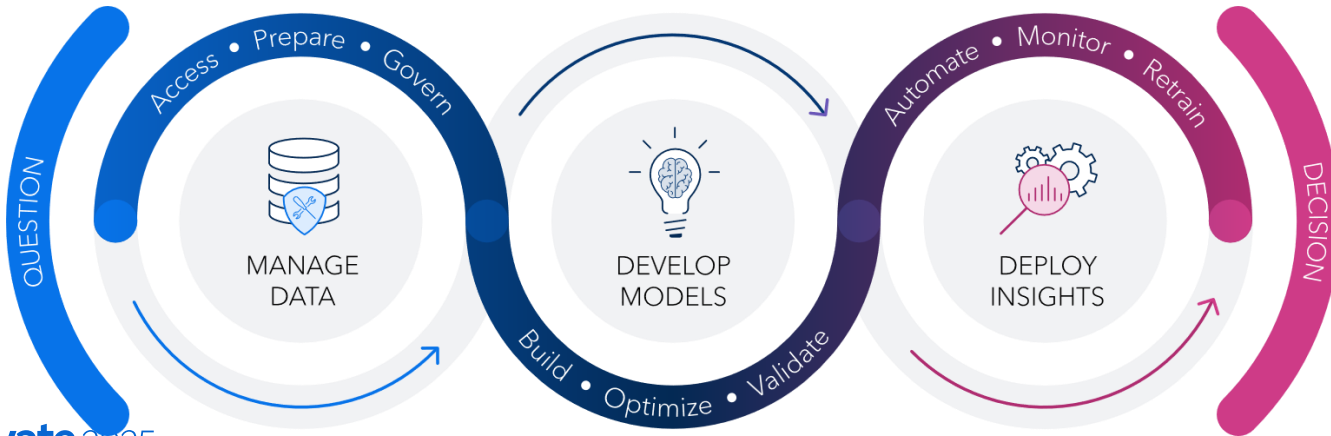 QUESTION
Access • Prepare • Govern
MANAGE
DATA
Build • Optimize • Validate
DEVELOP
MODELS
Automate • Monitor • Retrain
DEPLOY
INSIGHTS
DECISION